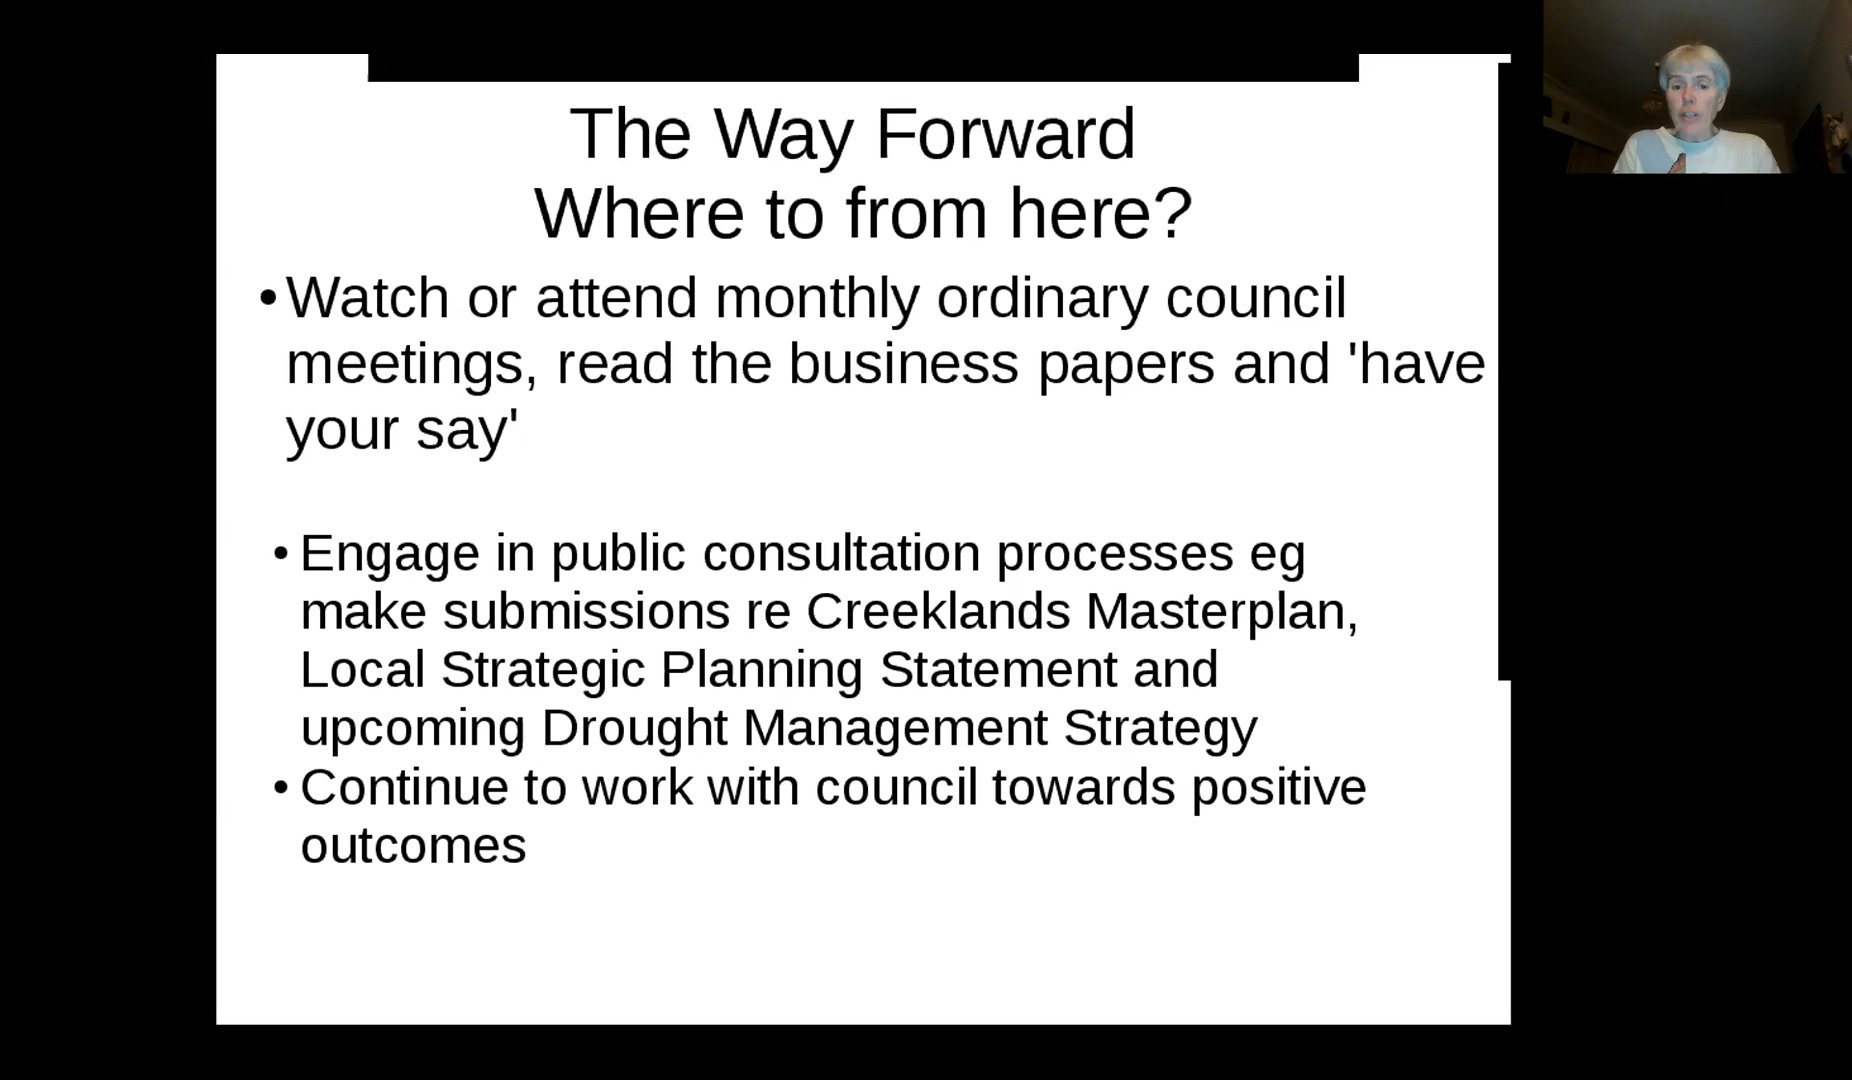 The Way Forward
Where to from here?
•Watch or attend monthly ordinary council
meetings, read the business papers and 'have
your say'
•Engage in public consultation processes eg
make submissions re Creeklands Masterplan,
Local Strategic Planning Statement and
upcoming Drought Management Strategy
•Continue to work with council towards positive
outcomes